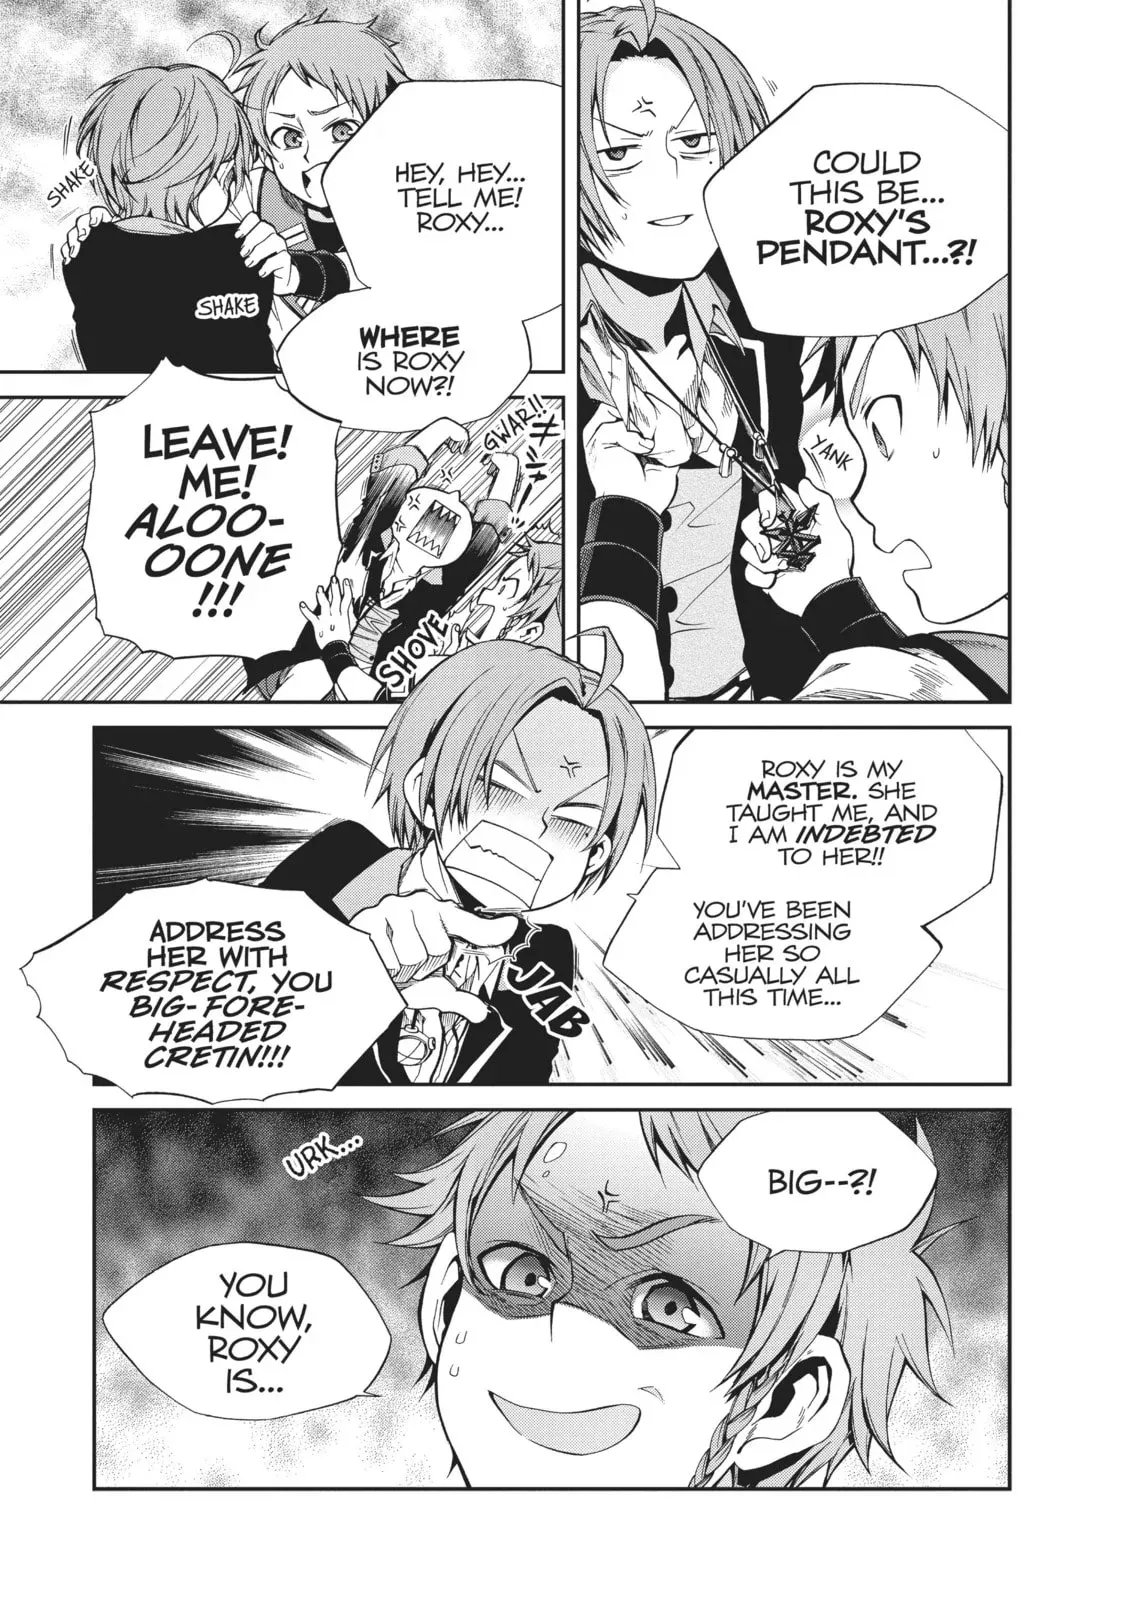 COULD
THIS BE...
ROXY'S
PENDANT...?!
YANK
HEY, HEY...
TELL ME!
ROXY...
SHAKE
SHAKE
WHERE
IS ROXY
NOW?!
GWAR!!
LEAVE!
ME!
ALOO-
OONE
!!!
SHOVE
ROXY IS MY
MASTER. SHE
TAUGHT ME, AND
I AM INDEBTED
TO HER!!
YOU'VE BEEN
ADDRESSING
HER SO
CASUALLY ALL
THIS TIME...
JAB
ADDRESS
HER WITH
RESPECT, YOU
BIG-FORE-
HEADED
CRETIN!!!
BIG--?!
URK...
YOU
KNOW,
ROXY
IS...